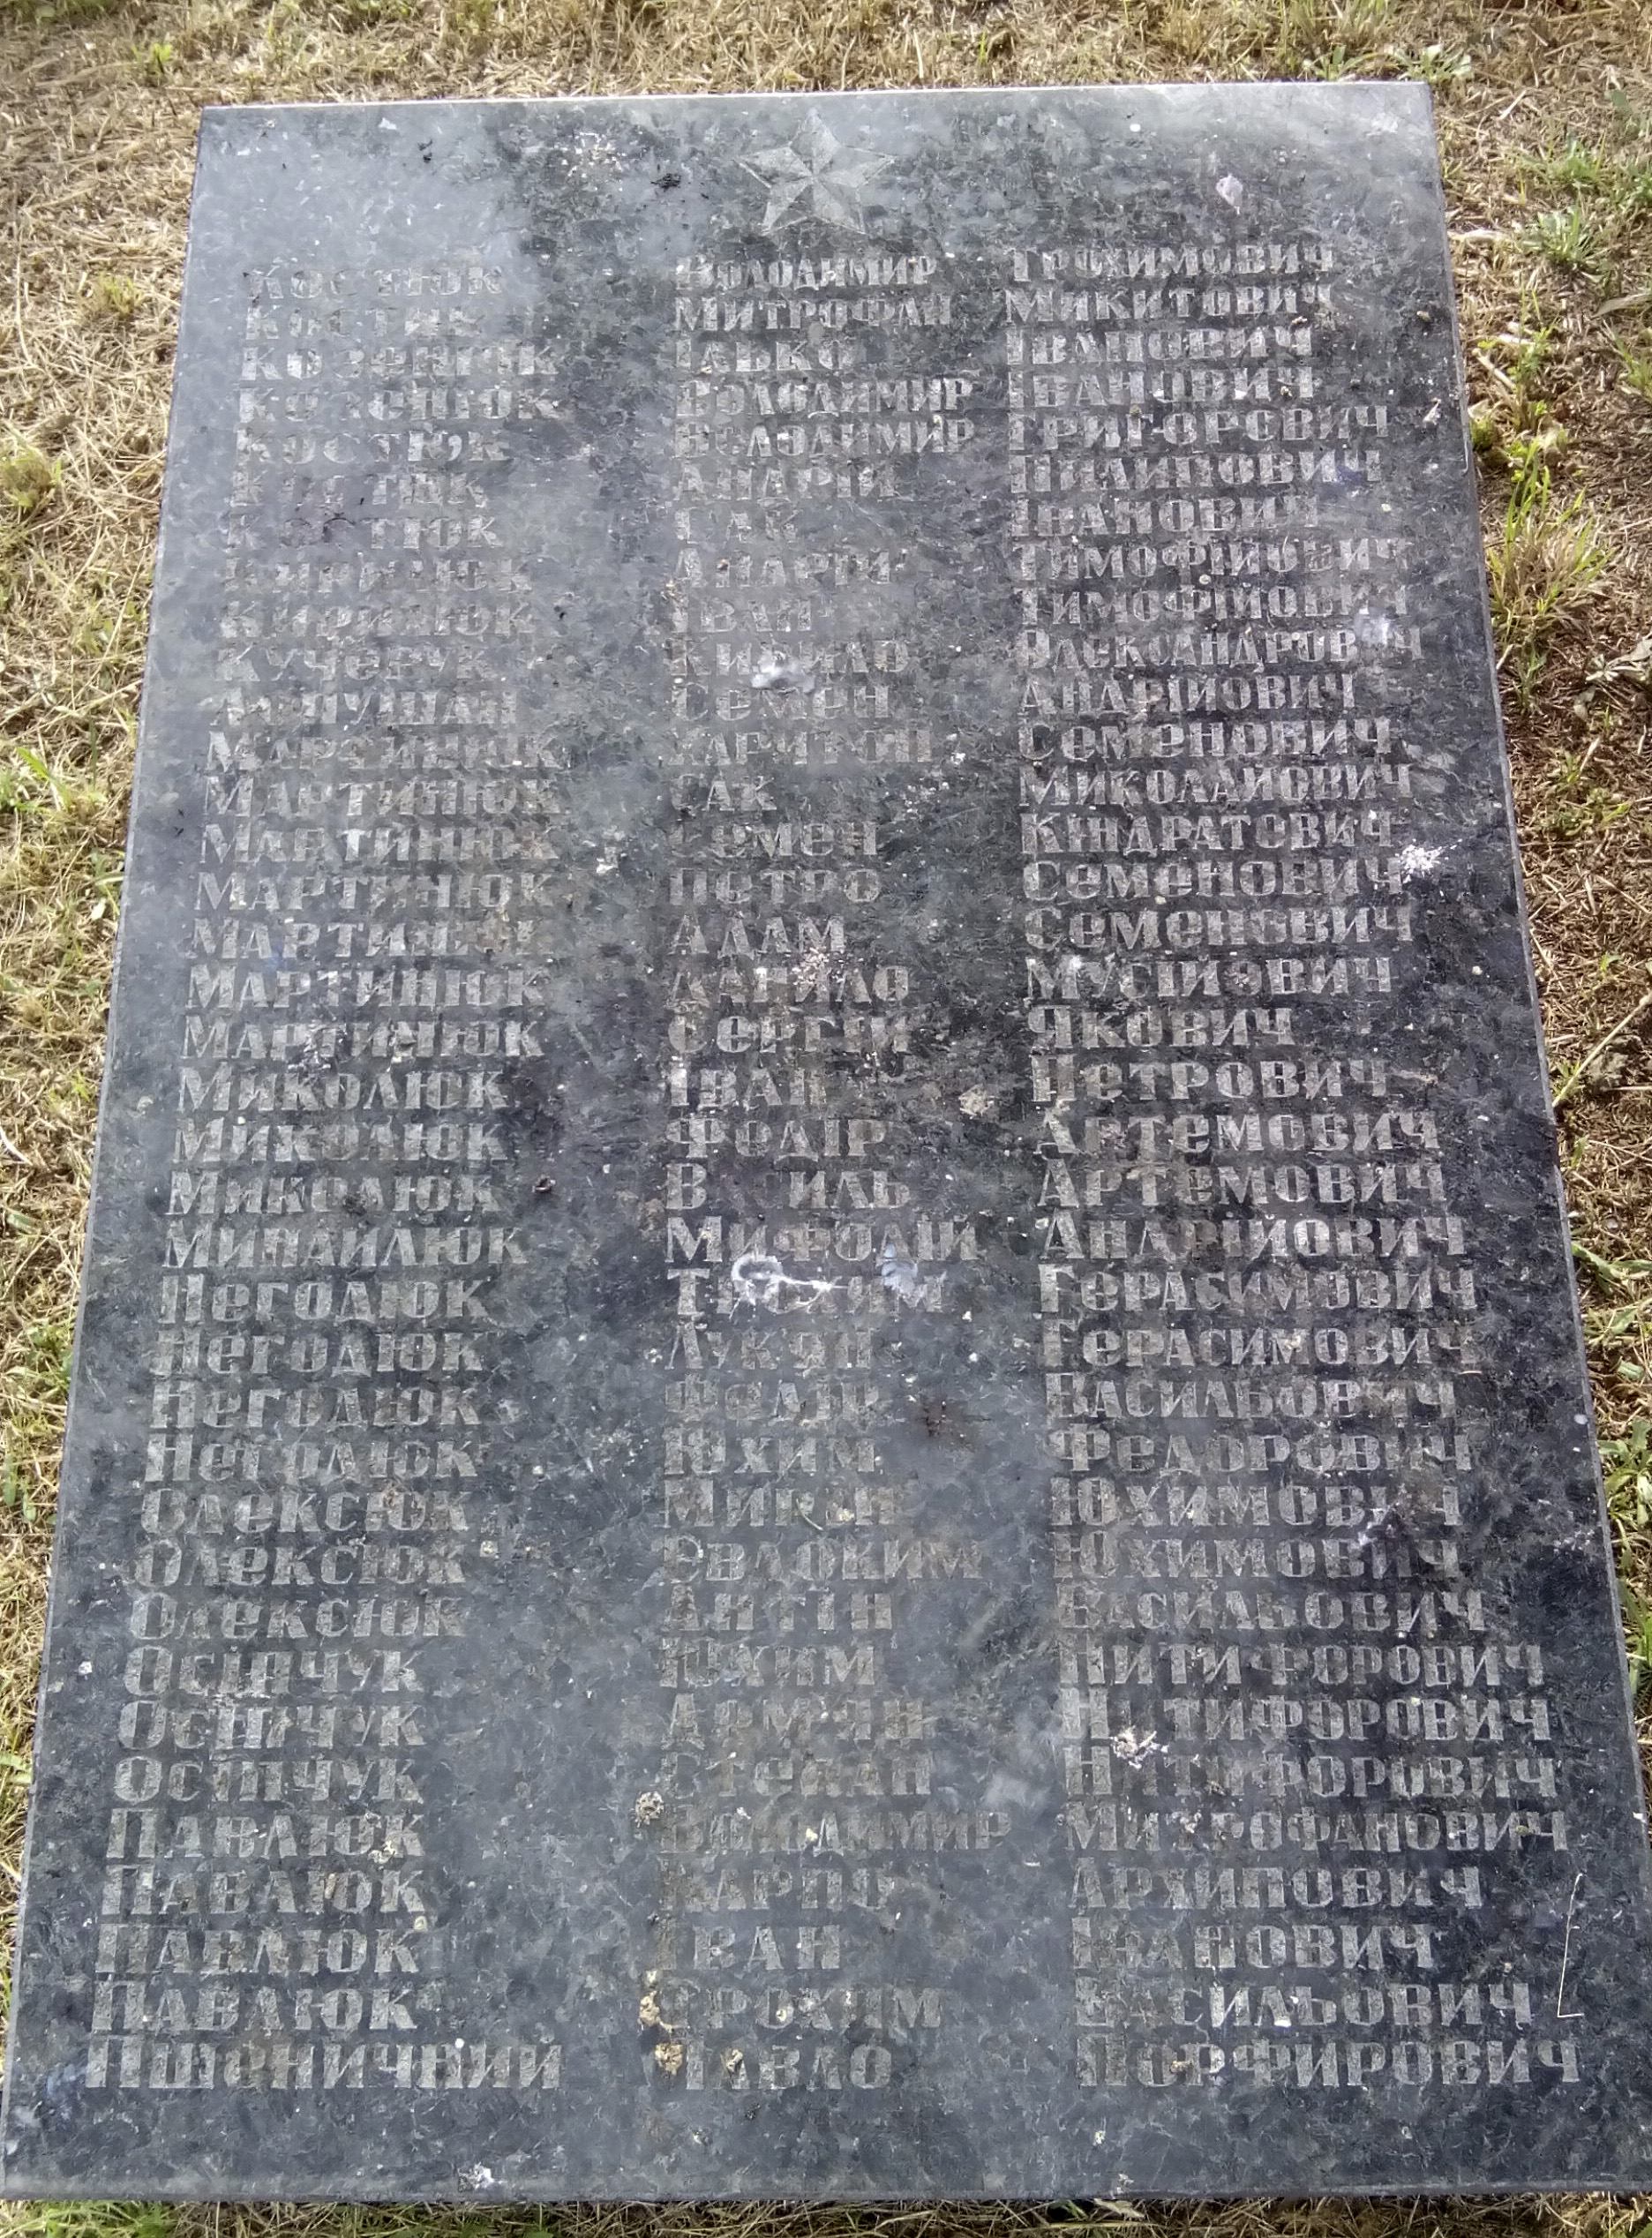 Костюк Володимир Трохимович
Костюк Митрофан Микитович
Козенюк Ілько Іванович
Козенюк Володимир Іванович
Костюк Володимир Григорович
Костюк Андрій Пилипович
Костюк Сак Іванович
Кирилюк Андрій Тимофійович
Кирилюк Іван Тимофійович
Кучерук Кирило Олександрович
Семен Андрійович
Мартинюк Харитон Семенович
Мартинюк Сак Миколайович
Мартинюк Семен Кіндратович
Мартинюк Петро Семенович
Мартинюк Адам Семенович
Мартинюк Данило Мусійович
Мартинюк Сергій Якович
Миколюк Іван Петрович
Миколюк Федір Артемович
Миколюк Василь Артемович
Михайлюк Мифодій Андрійович
Негодюк Трохим Герасимович
Негодюк Лукян Герасимович
Негодюк Федір Васильович
Негодюк Юхим Федорович
Олексюк Юхимович
Олексюк Євдоким Юхимович
Олексюк Антін Васильович
Осіпчук Юхим Нитифорович
Осіпчук Нитифорович
Осіпчук Степан Нитифорович
Павлюк Володимир Митрофанович
Павлюк Карпо Архипович
Павлюк Іван Іванович
Павлюк Єрохим Васильович
Пшеничний Павло Порфирович